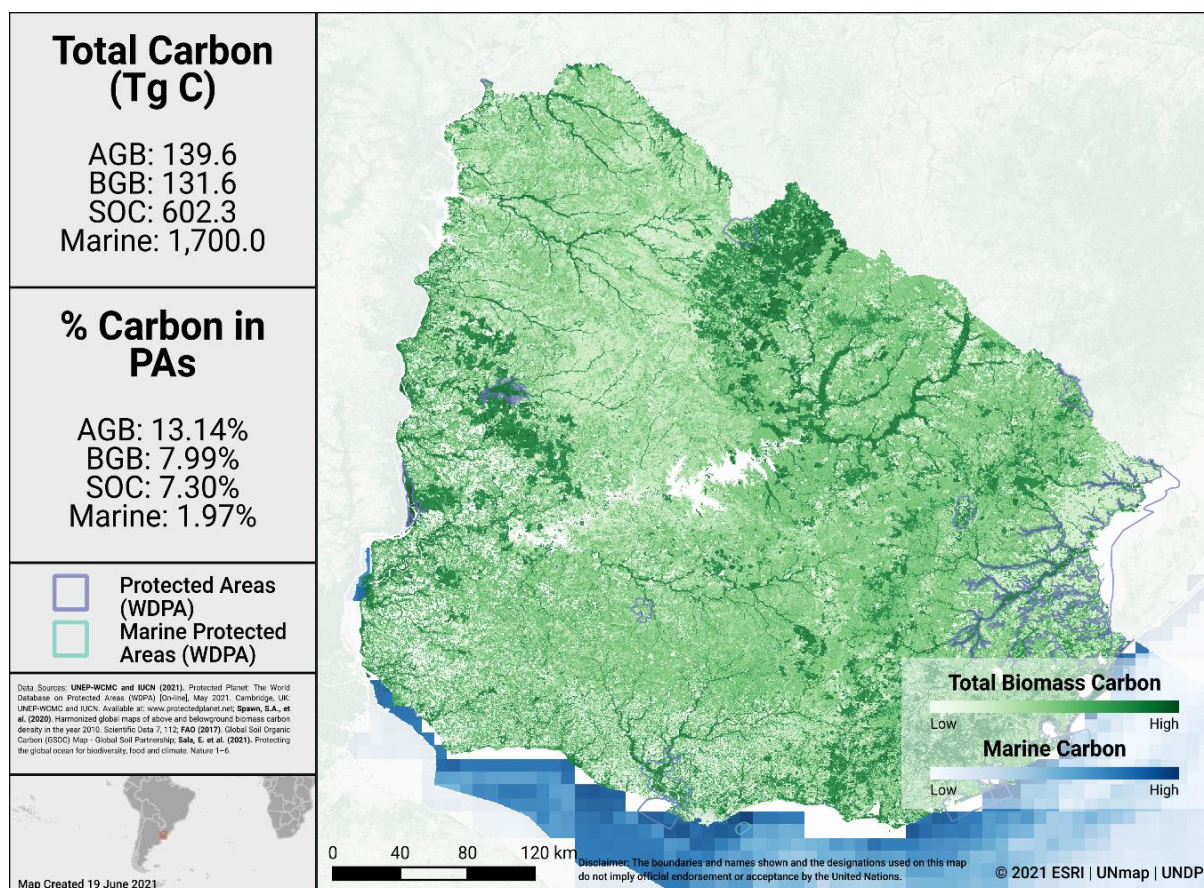 Total Carbon
(Tg C)
AGB: 139.6
BGB: 131.6
SOC: 602.3
Marine: 1,700.0
% Carbon in
PAs
AGB: 13.14%
BGB: 7.99%
SOC: 7.30%
Marine: 1.97%
Protected Areas
(WDPA)
Marine Protected
Areas (WDPA)
Data Sources: UNEP-WCMC and IUCN (2021). Protected Planet: The World
Database on Protected Areas (WDPA) [On-line], May 2021. Cambridge, UK:
UNEP-WCMC and IUCN. Available at: www.protectedplanet.net; Spawn, S.A., et
al. (2020). Harmonized global maps of above and belowground biomass carbon
density in the year 2010. Scientific Data 7, 112; FAO (2017). Global Soil Organic
Carbon (GSOC) Map - Global Soil Partnership; Sala, E. et al. (2021). Protecting
the global ocean for biodiversity, food and climate. Nature 1–6.
Map Created 19 June 2021
Total Biomass Carbon
Low High
Marine Carbon
Low High
0 40 80 120 km
Disclaimer: The boundaries and names shown and the designations used on this map
do not imply official endorsement or acceptance by the United Nations.
© 2021 ESRI | UNmap | UNDP